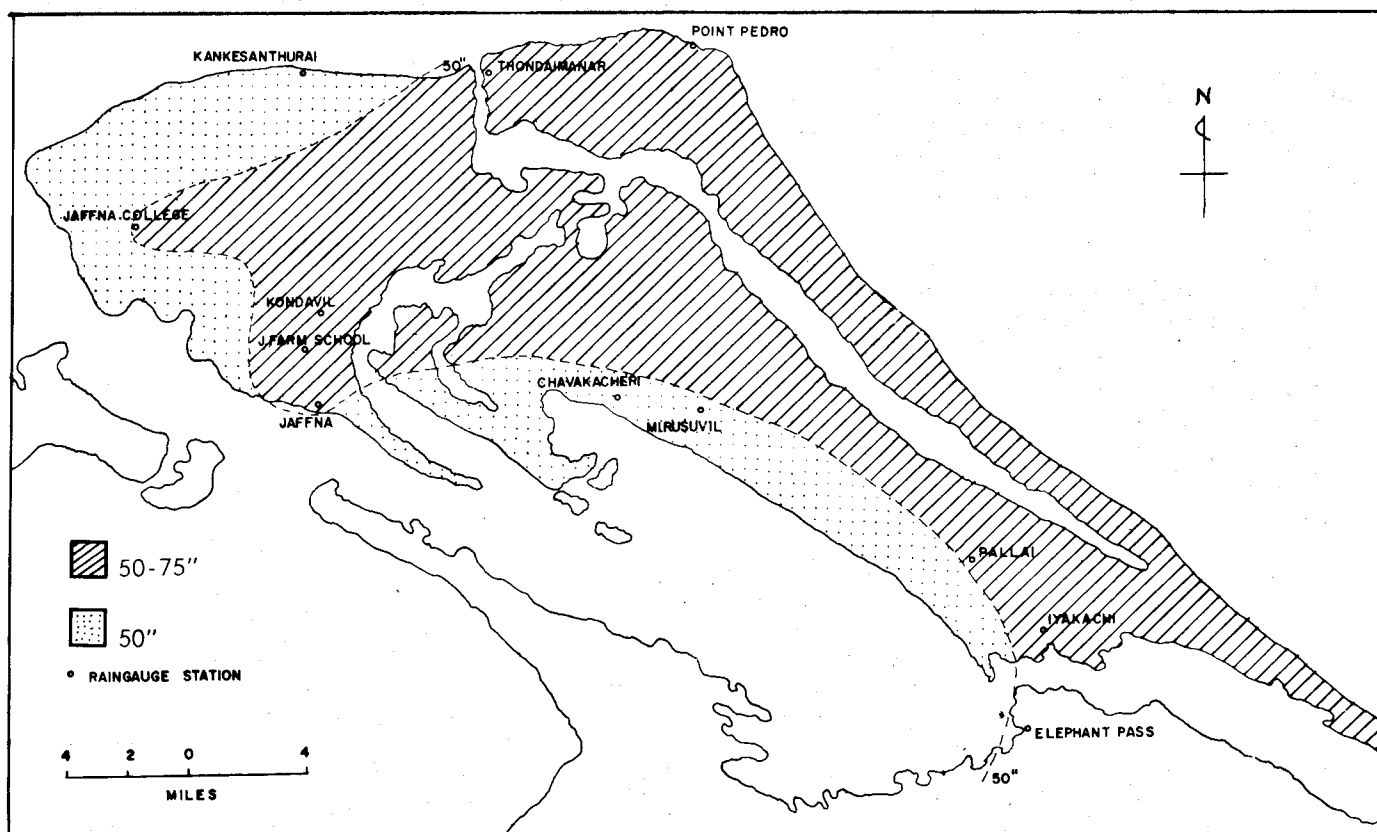 POINT PEDRO
KANKESANTHURAI
50"
THONDAIMANAR
N
JAFFNA.COLLEGE
KONDAVIL
J.FARM SCHOOL
CHAVAKACHERI
JAFFNA
MIRUSUVIL
50-75"
PALLAI
50"
IYAKACHI
RAINGAUGE STATION
ELEPHANT PASS
50"
4 2 0 4
MILES